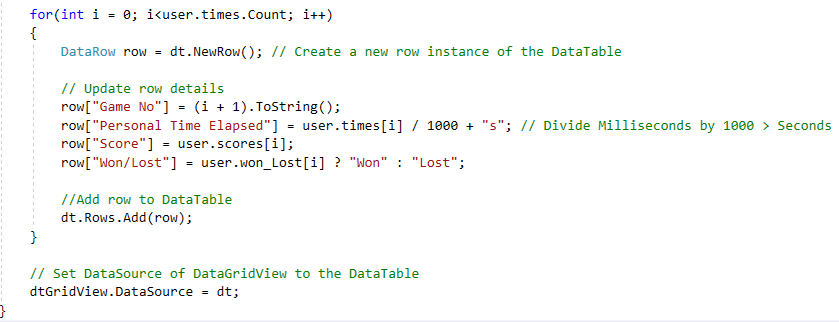 for(int i = 0; i<user.times.Count; i++)
{
DataRow row = dt.NewRow(); // Create a new row instance of the DataTable
// Update row details
row["Game No"] = (i + 1).ToString();
row["Personal Time Elapsed"] = user.times[i] / 1000 + "s"; // Divide Milliseconds by 1000 > Seconds
row["Score"] = user.scores[i];
row["Won/Lost"] = user.won_Lost[i] ? "Won" : "Lost";
//Add row to DataTable
dt.Rows.Add(row);
}
// Set DataSource of DataGridView to the DataTable
dtGridView.DataSource = dt;
}